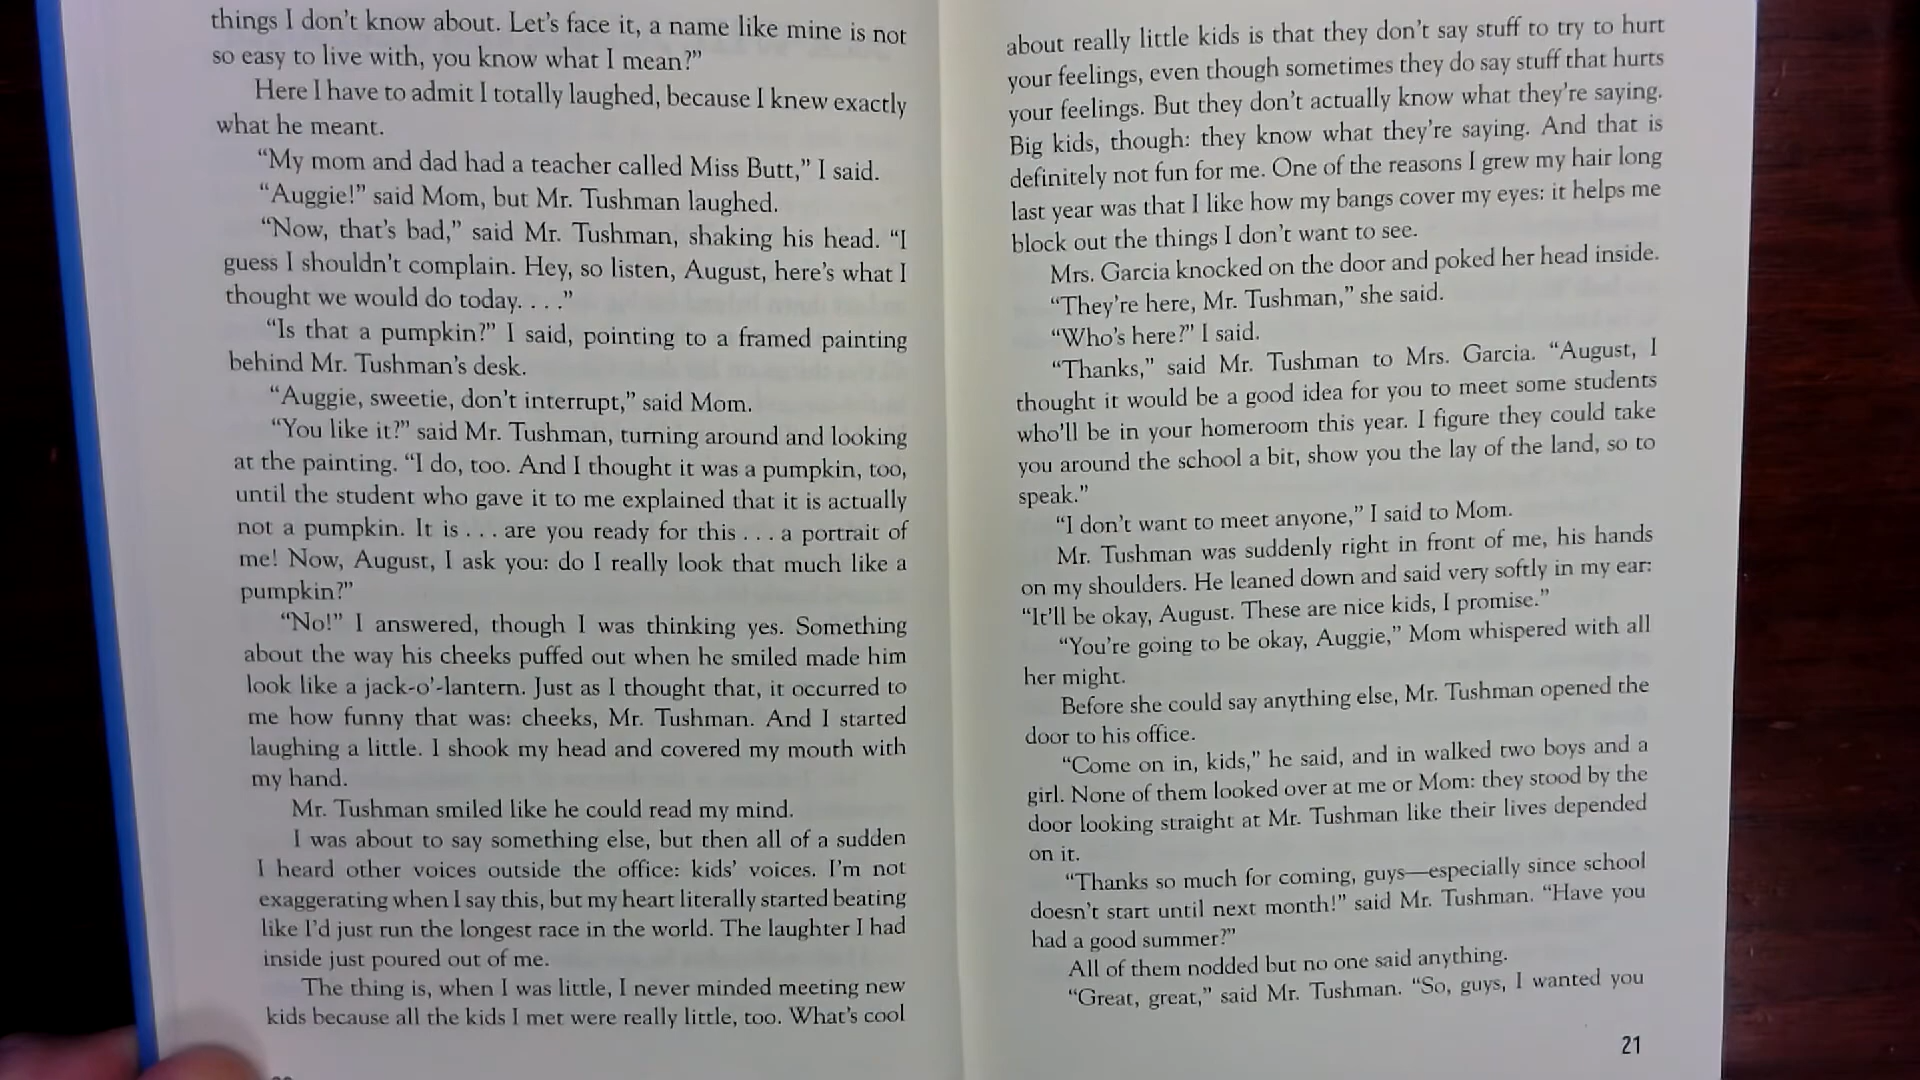 things I don't know about. Let's face it, a name like mine is not
so easy to live with, you know what I mean?”
Here I have to admit I totally laughed, because I knew exactly
what he meant.
“My mom and dad had a teacher called Miss Butt,” I said.
“Auggie!” said Mom, but Mr. Tushman laughed.
“Now, that's bad,” said Mr. Tushman, shaking his head. “I
guess I shouldn't complain. Hey, so listen, August, here's what I
thought we would do today. . . .”
“Is that a pumpkin?” I said, pointing to a framed painting
behind Mr. Tushman's desk.
“Auggie, sweetie, don't interrupt,” said Mom.
“You like it?” said Mr. Tushman, turning around and looking
at the painting. “I do, too. And I thought it was a pumpkin, too,
until the student who gave it to me explained that it is actually
not a pumpkin. It is . . . are you ready for this . . . a portrait of
me! Now, August, I ask you: do I really look that much like a
pumpkin?”
“No!” I answered, though I was thinking yes. Something
about the way his cheeks puffed out when he smiled made him
look like a jack-o'-lantern. Just as I thought that, it occurred to
me how funny that was: cheeks, Mr. Tushman. And I started
laughing a little. I shook my head and covered my mouth with
my hand.
Mr. Tushman smiled like he could read my mind.
I was about to say something else, but then all of a sudden
I heard other voices outside the office: kids' voices. I'm not
exaggerating when I say this, but my heart literally started beating
like I'd just run the longest race in the world. The laughter I had
inside just poured out of me.
The thing is, when I was little, I never minded meeting new
kids because all the kids I met were really little, too. What's cool
about really little kids is that they don't say stuff to try to hurt
your feelings, even though sometimes they do say stuff that hurts
your feelings. But they don't actually know what they're saying.
Big kids, though: they know what they're saying. And that is
definitely not fun for me. One of the reasons I grew my hair long
last year was that I like how my bangs cover my eyes: it helps me
block out the things I don't want to see.
Mrs. Garcia knocked on the door and poked her head inside.
“They're here, Mr. Tushman,” she said.
“Who's here?” I said.
“Thanks,” said Mr. Tushman to Mrs. Garcia. “August, I
thought it would be a good idea for you to meet some students
who'll be in your homeroom this year. I figure they could take
you around the school a bit, show you the lay of the land, so to
speak.”
“I don't want to meet anyone,” I said to Mom.
Mr. Tushman was suddenly right in front of me, his hands
on my shoulders. He leaned down and said very softly in my ear:
“It'll be okay, August. These are nice kids, I promise.”
“You're going to be okay, Auggie,” Mom whispered with all
her might.
Before she could say anything else, Mr. Tushman opened the
door to his office.
“Come on in, kids,” he said, and in walked two boys and a
girl. None of them looked over at me or Mom: they stood by the
door looking straight at Mr. Tushman like their lives depended
on it.
“Thanks so much for coming, guys—especially since school
doesn't start until next month!” said Mr. Tushman. “Have you
had a good summer?”
All of them nodded but no one said anything.
“Great, great,” said Mr. Tushman. “So, guys, I wanted you
21